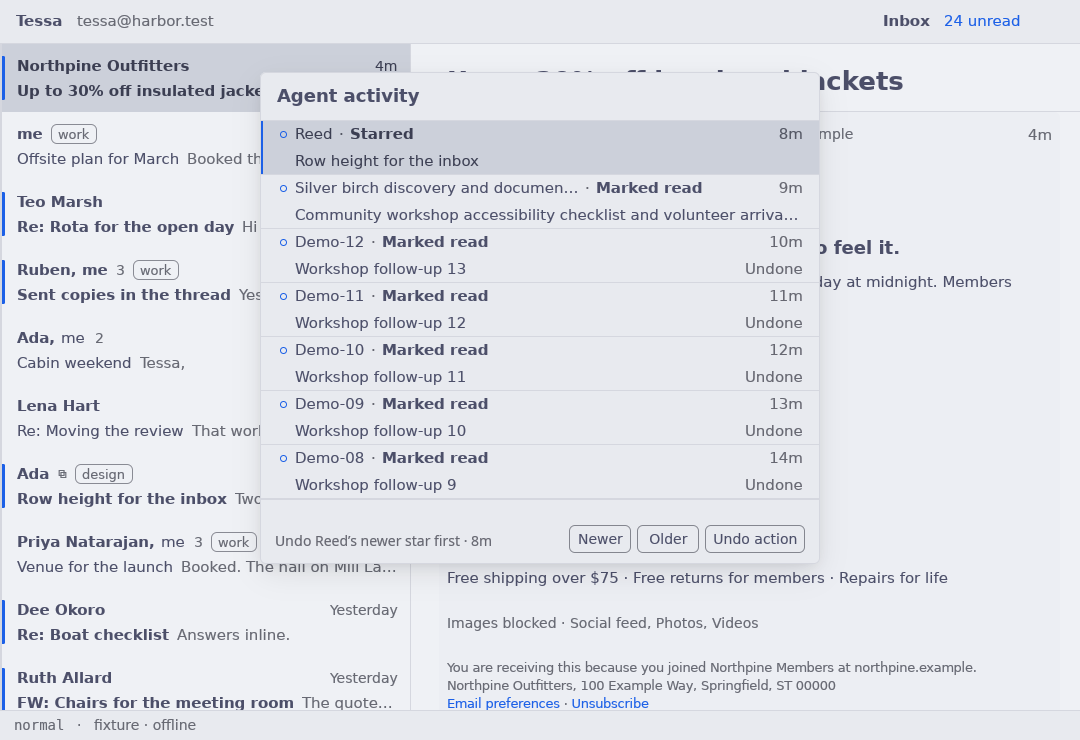 Tessa tessa@harbor.test Inbox 24 unread
Northpine Outfitters 4m
Up to 30% off insulated jacke
me work
Offsite plan for March Booked th
Teo Marsh
Re: Rota for the open day Hi
Ruben, me 3 work
Sent copies in the thread Yes
Ada, me 2
Cabin weekend Tessa,
Lena Hart
Re: Moving the review That work
Ada design
Row height for the inbox Two
Priya Natarajan, me 3 work
Venue for the launch Booked. The hall on Mill La…
Dee Okoro Yesterday
Re: Boat checklist Answers inline.
Ruth Allard Yesterday
FW: Chairs for the meeting room The quote…
Agent activity
Reed · Starred 8m
Row height for the inbox
Silver birch discovery and documen… · Marked read 9m
Community workshop accessibility checklist and volunteer arriva…
Demo-12 · Marked read 10m
Workshop follow-up 13 Undone
Demo-11 · Marked read 11m
Workshop follow-up 12 Undone
Demo-10 · Marked read 12m
Workshop follow-up 11 Undone
Demo-09 · Marked read 13m
Workshop follow-up 10 Undone
Demo-08 · Marked read 14m
Workshop follow-up 9 Undone
Undo Reed’s newer star first · 8m Newer Older Undo action
ackets
mple 4m
o feel it.
day at midnight. Members
Free shipping over $75 · Free returns for members · Repairs for life
Images blocked · Social feed, Photos, Videos
You are receiving this because you joined Northpine Members at northpine.example.
Northpine Outfitters, 100 Example Way, Springfield, ST 00000
Email preferences · Unsubscribe
normal · fixture · offline